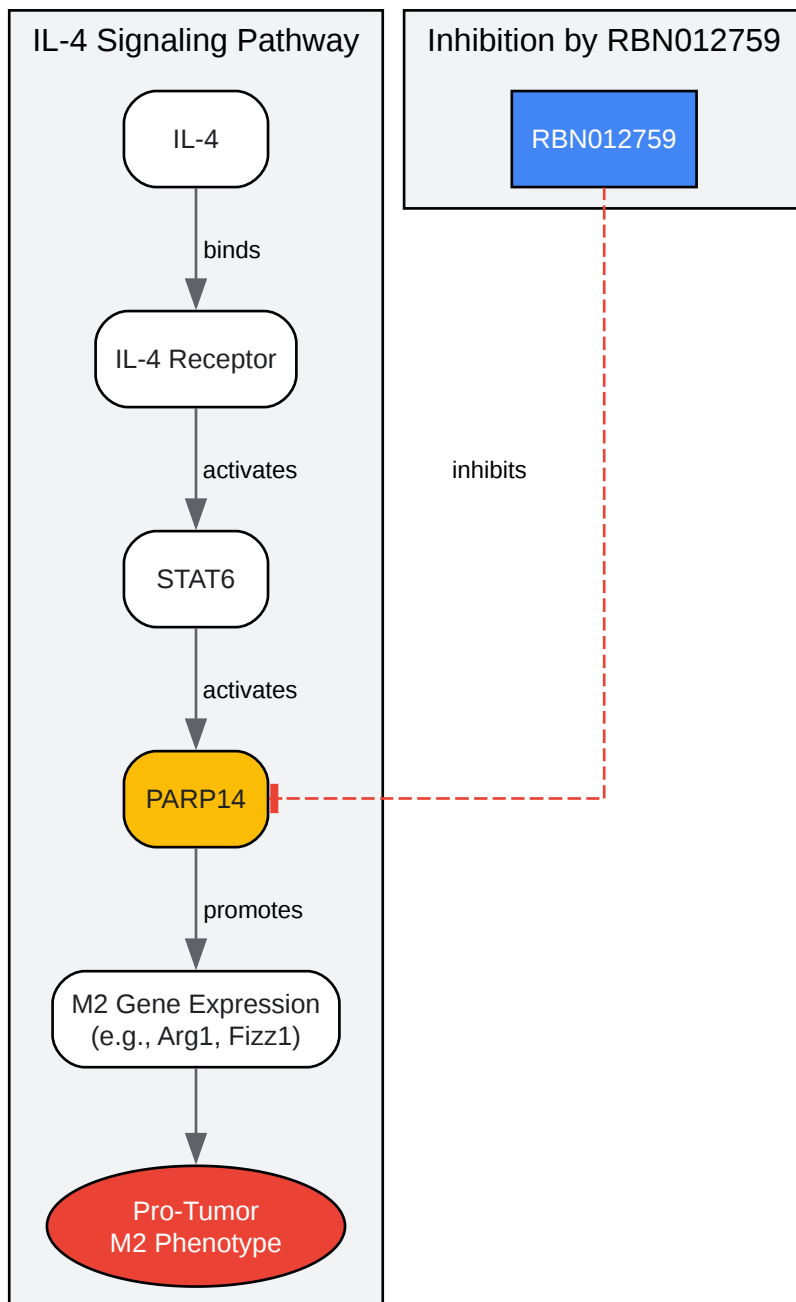 IL-4 Signaling Pathway
Inhibition by RBN012759
IL-4
RBN012759
binds
IL-4 Receptor
activates
inhibits
STAT6
activates
PARP14
promotes
M2 Gene Expression
(e.g., Arg1, Fizz1)
Pro-Tumor
M2 Phenotype